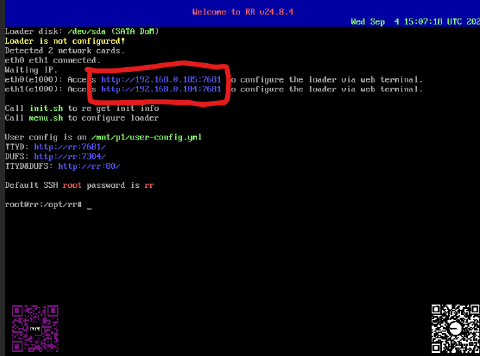 Welcome to RR v24.8.4
Wed Sep 4 15:07:18 UTC 202
Loader disk: /dev/sda (SATA DoM)
Loader is not configured!
Detected 2 network cards.
eth0 eth1 connected.
Waiting IP.
eth0(e1000): Access http://192.168.0.185:7681 to configure the loader via web terminal.
eth1(e1000): Access http://192.168.0.184:7681 to configure the loader via web terminal.
Call init.sh to re get init info
Call menu.sh to configure loader
User config is on /mnt/p1/user-config.yml
TTYD: http://rr:7681/
DUFS: http://rr:7304/
TTYD&DUFS: http://rr:80/
Default SSH root password is rr
root@rr:/opt/rr# _